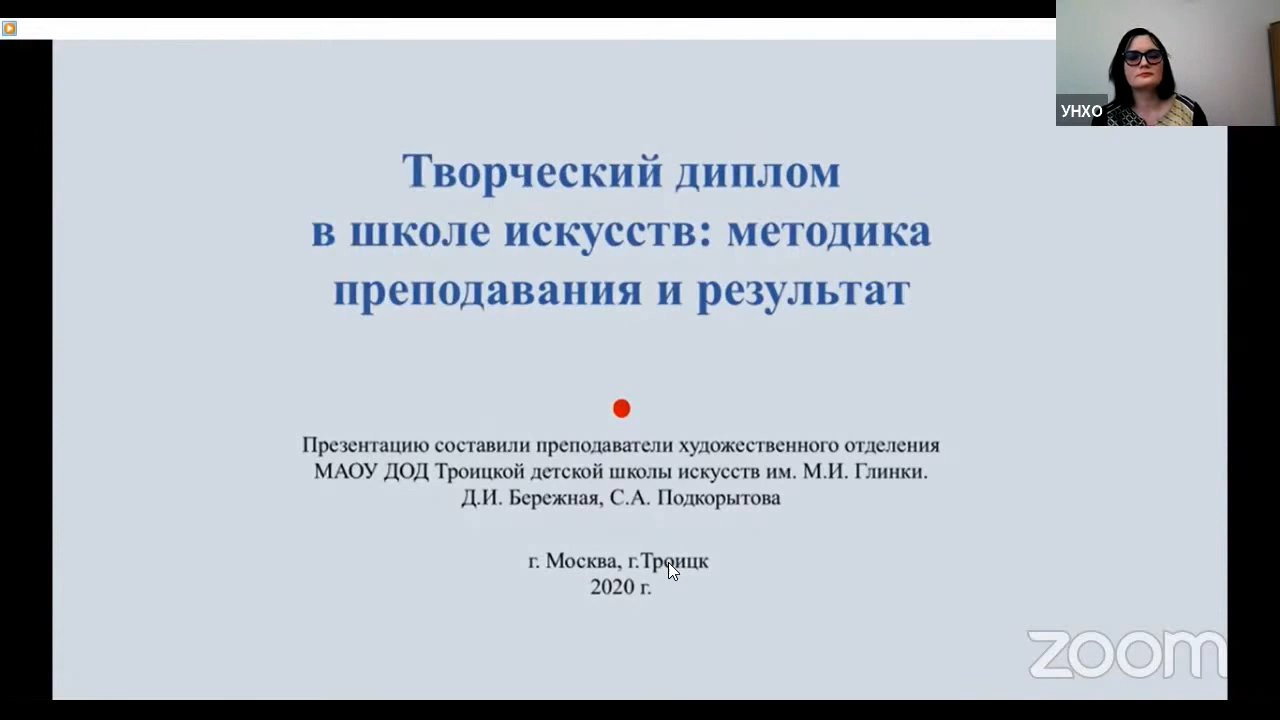 УНХО
Творческий диплом
в школе искусств: методика
преподавания и результат
Презентацию составили преподаватели художественного отделения
МАОУ ДОД Троицкой детской школы искусств им. М.И. Глинки.
Д.И. Бережная, С.А. Подкорытова
г. Москва, г.Троицк
2020 г.
zoom